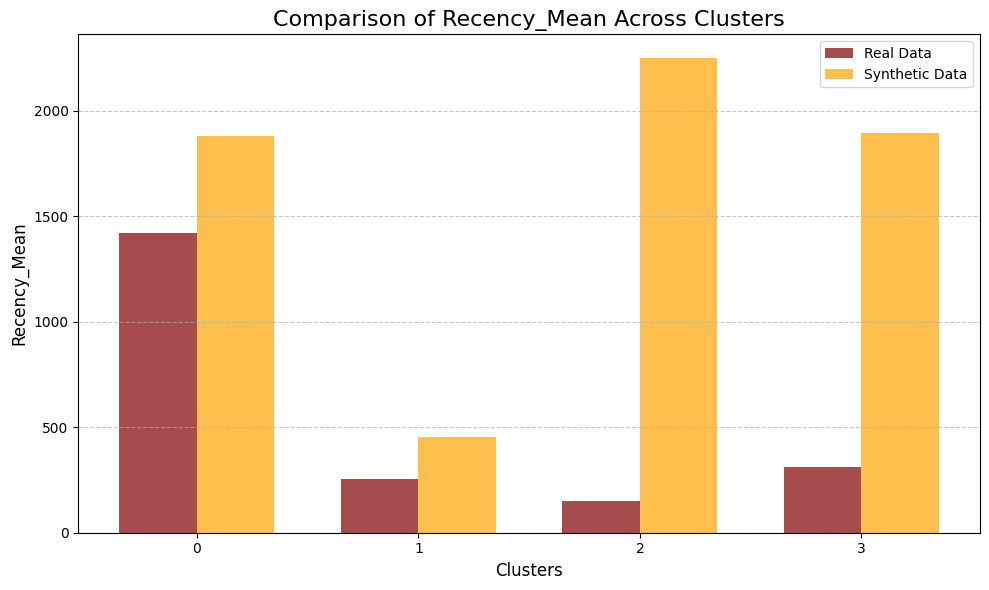 Comparison of Recency_Mean Across Clusters
Real Data
Synthetic Data
Recency_Mean
2000
1500
1000
500
0
0 1 2 3
Clusters